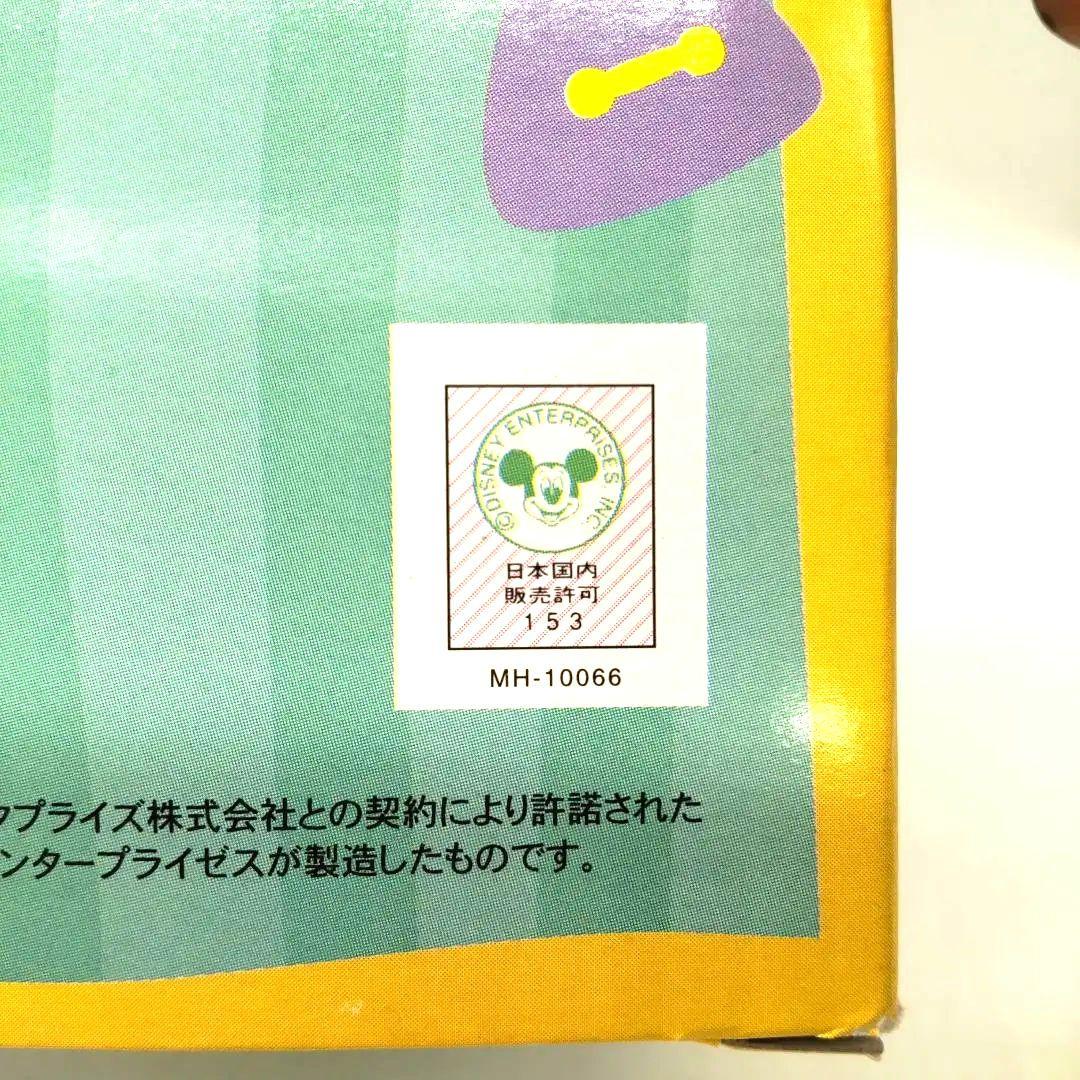 ©DISNEY ENTERPRISES INC.
日本国内
販売許可
153
MH-10066
プライズ株式会社との契約により許諾された
ンタープライゼスが製造したものです。